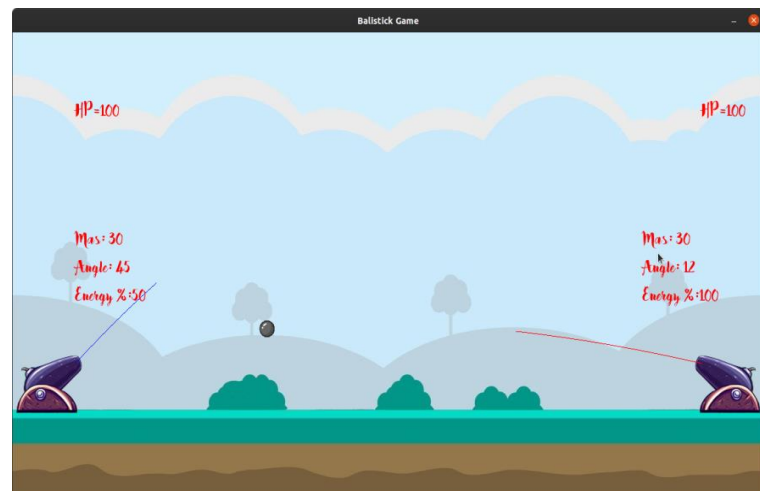 Balistick Game
HP=100
HP=100
Mas: 30
Angle: 45
Energy %:50
Mas: 30
Angle: 12
Energy %:100